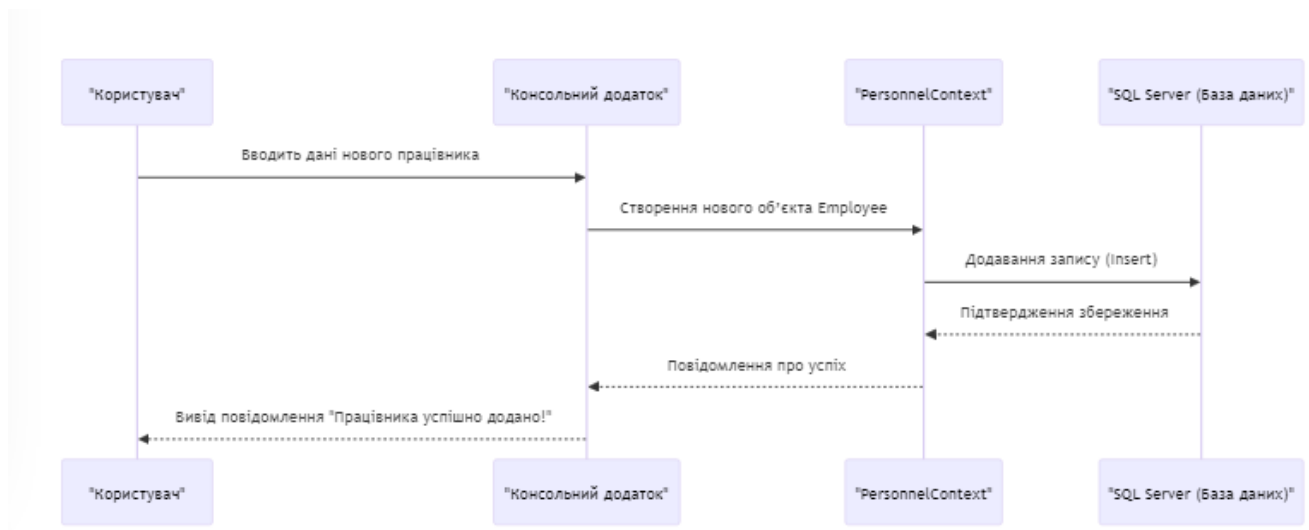 "Користувач"
"Консольний додаток"
"PersonnelContext"
"SQL Server (База даних)"
Вводить дані нового працівника
Створення нового об'єкта Employee
Додавання запису (Insert)
Підтвердження збереження
Повідомлення про успіх
Вивід повідомлення "Працівника успішно додано!"
"Користувач"
"Консольний додаток"
"PersonnelContext"
"SQL Server (База даних)"